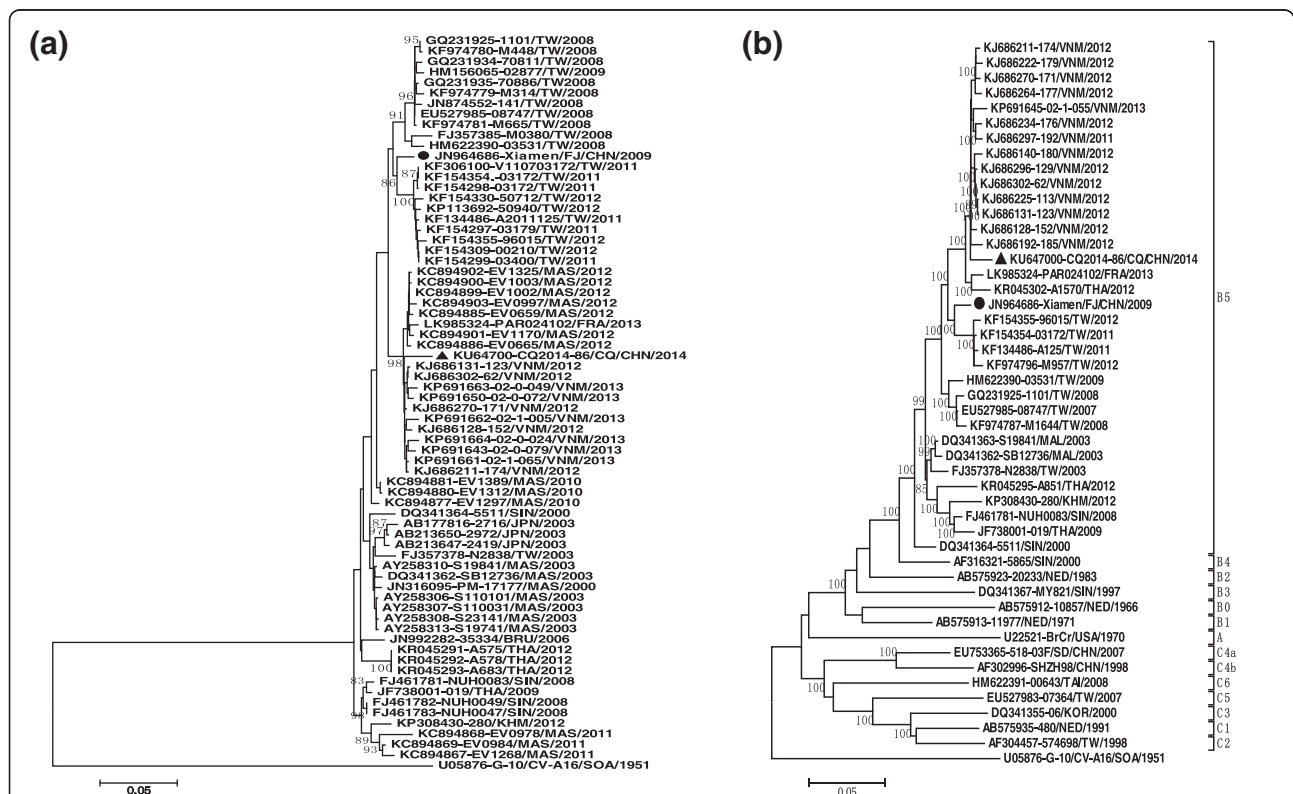 (a)
95
GQ231925-1101/TW/2008
KF974780-M448/TW/2008
GQ231934-70811/TW/2008
HM156065-02877/TW/2009
GQ231935-70886/TW/2008
KF974779-M314/TW/2008
96
JN874552-141/TW/2008
EU527985-08747/TW/2008
91
KF974781-M665/TW/2008
FJ357385-M0380/TW/2008
HM622390-03531/TW/2008
JN964686-Xiamen/FJ/CHN/2009
KF306100-V110703172/TW/2011
87
KF154354.-03172/TW/2011
86
KF154298-03172/TW/2011
KF154330-50712/TW/2012
100
KP113692-50940/TW/2012
KF134486-A2011125/TW/2011
KF154297-03179/TW/2011
KF154355-96015/TW/2012
KF154309-00210/TW/2012
KF154299-03400/TW/2011
KC894902-EV1325/MAS/2012
KC894900-EV1003/MAS/2012
KC894899-EV1002/MAS/2012
KC894903-EV0997/MAS/2012
KC894885-EV0659/MAS/2012
LK985324-PAR024102/FRA/2013
KC894901-EV1170/MAS/2012
KC894886-EV0665/MAS/2012
KU64700-CQ2014-86/CQ/CHN/2014
98
KJ686131-123/VNM/2012
KJ686302-62/VNM/2012
KP691663-02-0-049/VNM/2013
KP691650-02-0-072/VNM/2013
KJ686270-171/VNM/2012
KP691662-02-1-005/VNM/2013
KJ686128-152/VNM/2012
KP691664-02-0-024/VNM/2013
KP691643-02-0-079/VNM/2013
KP691661-02-1-065/VNM/2013
KJ686211-174/VNM/2012
KC894881-EV1389/MAS/2010
KC894880-EV1312/MAS/2010
KC894877-EV1297/MAS/2010
DQ341364-5511/SIN/2000
87
AB177816-2716/JPN/2003
97
AB213650-2972/JPN/2003
AB213647-2419/JPN/2003
FJ357378-N2838/TW/2003
AY258310-S19841/MAS/2003
DQ341362-SB12736/MAS/2003
JN316095-PM-17177/MAS/2000
AY258306-S110101/MAS/2003
AY258307-S110031/MAS/2003
AY258308-S23141/MAS/2003
AY258313-S19741/MAS/2003
JN992282-35334/BRU/2006
KR045291-A575/THA/2012
KR045292-A578/THA/2012
100
KR045293-A683/THA/2012
83
FJ461781-NUH0083/SIN/2008
JF738001-019/THA/2009
FJ461782-NUH0049/SIN/2008
98
FJ461783-NUH0047/SIN/2008
KP308430-280/KHM/2012
KC894868-EV0978/MAS/2011
89
KC894869-EV0984/MAS/2011
93
KC894867-EV1268/MAS/2011
U05876-G-10/CV-A16/SOA/1951
0.05
(b)
KJ686211-174/VNM/2012
KJ686222-179/VNM/2012
100
KJ686270-171/VNM/2012
KJ686264-177/VNM/2012
KP691645-02-1-055/VNM/2013
KJ686234-176/VNM/2012
100
KJ686297-192/VNM/2011
KJ686140-180/VNM/2012
KJ686296-129/VNM/2012
100
KJ686302-62/VNM/2012
100
KJ686225-113/VNM/2012
100
KJ686131-123/VNM/2012
KJ686128-152/VNM/2012
100
KJ686192-185/VNM/2012
KU647000-CQ2014-86/CQ/CHN/2014
100
LK985324-PAR024102/FRA/2013
KR045302-A1570/THA/2012
B5
JN964686-Xiamen/FJ/CHN/2009
KF154355-96015/TW/2012
100
100
KF154354-03172/TW/2011
100
KF134486-A125/TW/2011
KF974796-M957/TW/2012
HM622390-03531/TW/2009
99
100
GQ231925-1101/TW/2008
EU527985-08747/TW/2007
100
KF974787-M1644/TW/2008
100
DQ341363-S19841/MAL/2003
99
DQ341362-SB12736/MAL/2003
100
FJ357378-N2838/TW/2003
85
KR045295-A851/THA/2012
100
KP308430-280/KHM/2012
100
FJ461781-NUH0083/SIN/2008
100
JF738001-019/THA/2009
100
DQ341364-5511/SIN/2000
AF316321-5865/SIN/2000
B4
AB575923-20233/NED/1983
B2
100
DQ341367-MY821/SIN/1997
B3
AB575912-10857/NED/1966
B0
100
AB575913-11977/NED/1971
B1
U22521-BrCr/USA/1970
A
100
EU753365-518-03F/SD/CHN/2007
C4a
AF302996-SHZH98/CHN/1998
C4b
100
HM622391-00643/TAI/2008
C6
EU527983-07364/TW/2007
C5
100
DQ341355-06/KOR/2000
C3
AB575935-480/NED/1991
C1
100
AF304457-574698/TW/1998
C2
U05876-G-10/CV-A16/SOA/1951
0.05